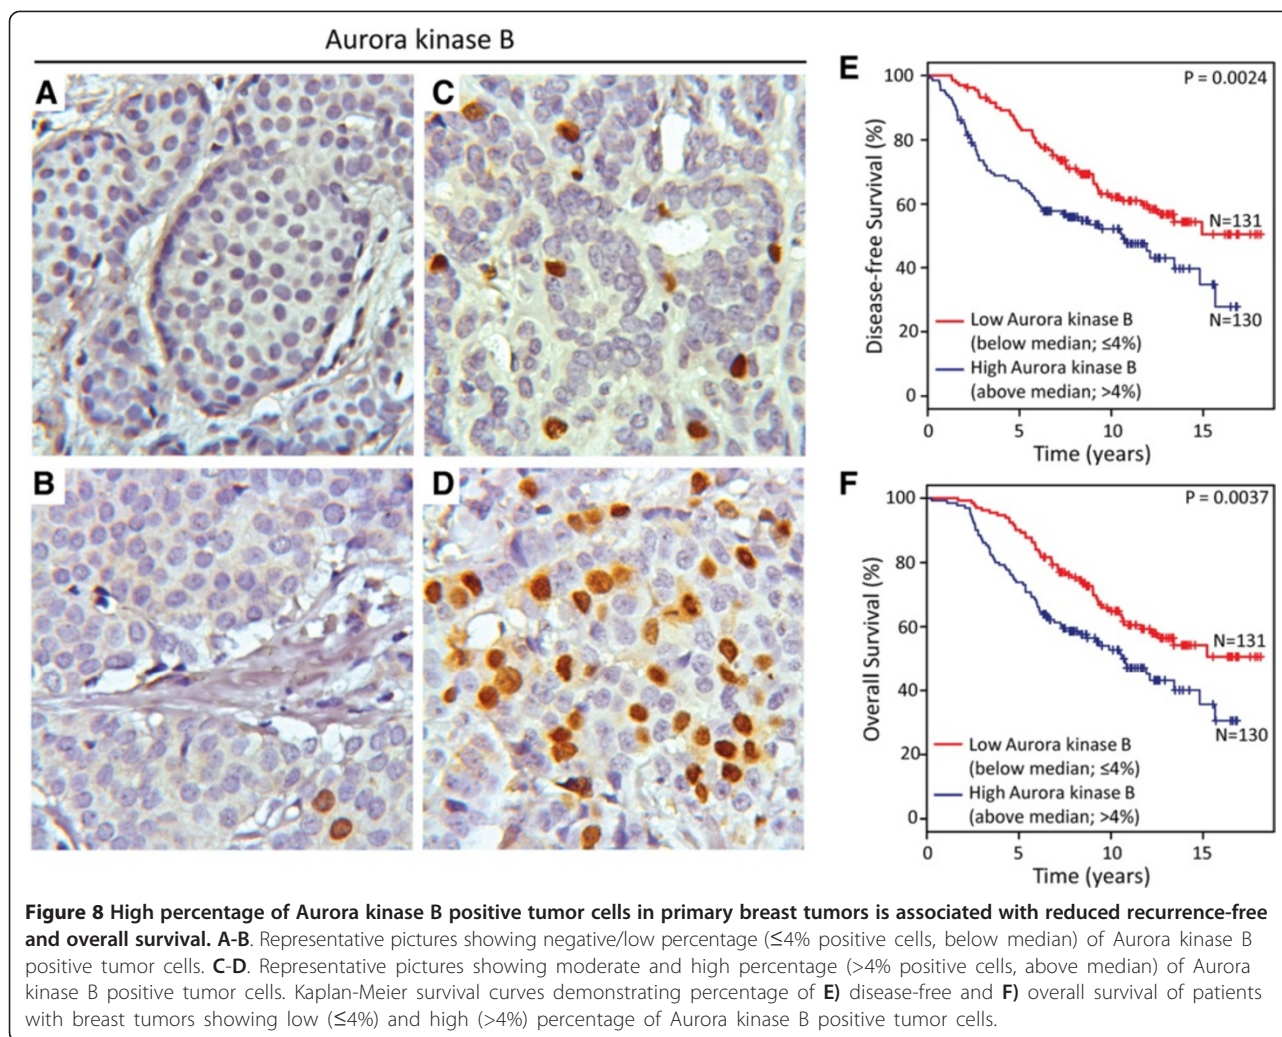 Aurora kinase B
A
C
B
D
E
P = 0.0024
Disease-free Survival (%)
100
80
60
40
20
0
N=131
N=130
Low Aurora kinase B
(below median; ≤4%)
High Aurora kinase B
(above median; >4%)
0 5 10 15
Time (years)
F
P = 0.0037
Overall Survival (%)
100
80
60
40
20
0
N=131
N=130
Low Aurora kinase B
(below median; ≤4%)
High Aurora kinase B
(above median; >4%)
0 5 10 15
Time (years)
Figure 8 High percentage of Aurora kinase B positive tumor cells in primary breast tumors is associated with reduced recurrence-free
and overall survival. A-B. Representative pictures showing negative/low percentage (≤4% positive cells, below median) of Aurora kinase B
positive tumor cells. C-D. Representative pictures showing moderate and high percentage (>4% positive cells, above median) of Aurora
kinase B positive tumor cells. Kaplan-Meier survival curves demonstrating percentage of E) disease-free and F) overall survival of patients
with breast tumors showing low (≤4%) and high (>4%) percentage of Aurora kinase B positive tumor cells.